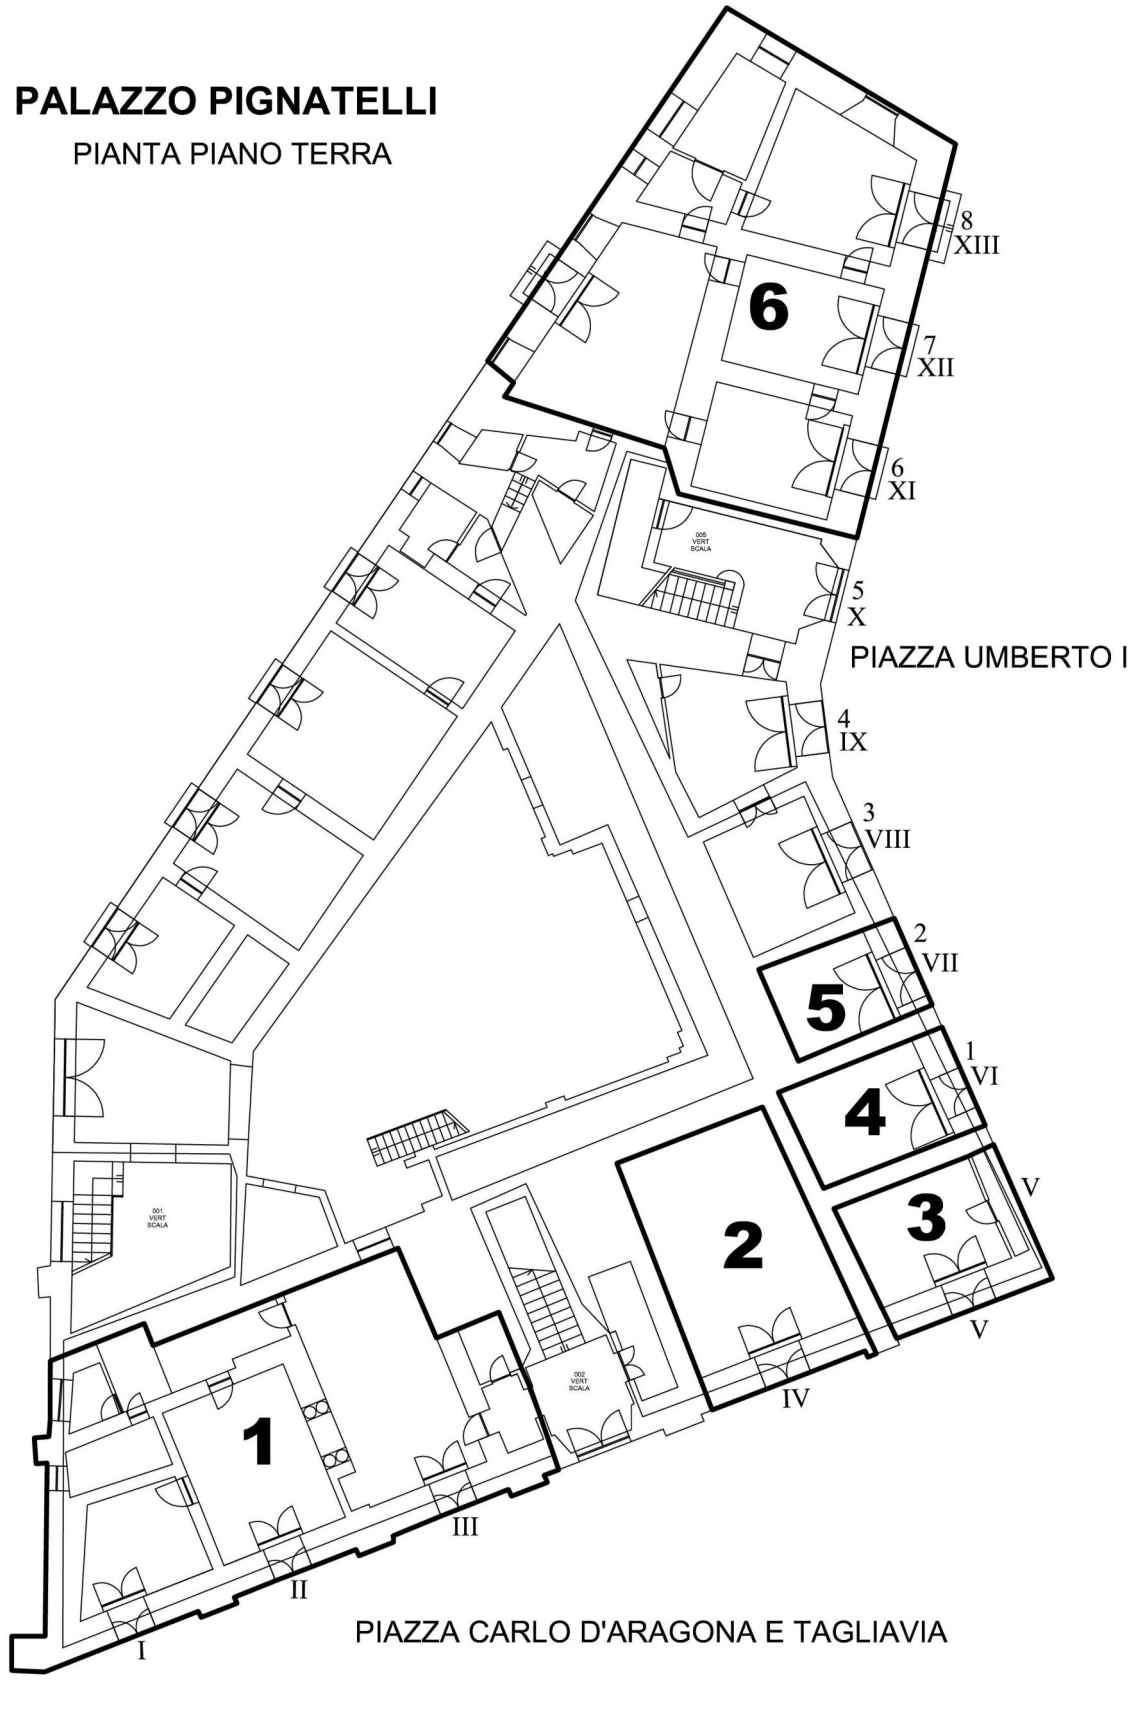 PALAZZO PIGNATELLI
PIANTA PIANO TERRA
8
XIII
6
7
XII
6
XI
005
VERT
SCALA
5
X
PIAZZA UMBERTO I
4
IX
3
VIII
2
VII
5
1
VI
4
V
3
2
001
VERT
SCALA
V
002
VERT
SCALA
IV
1
III
II
I
PIAZZA CARLO D'ARAGONA E TAGLIAVIA